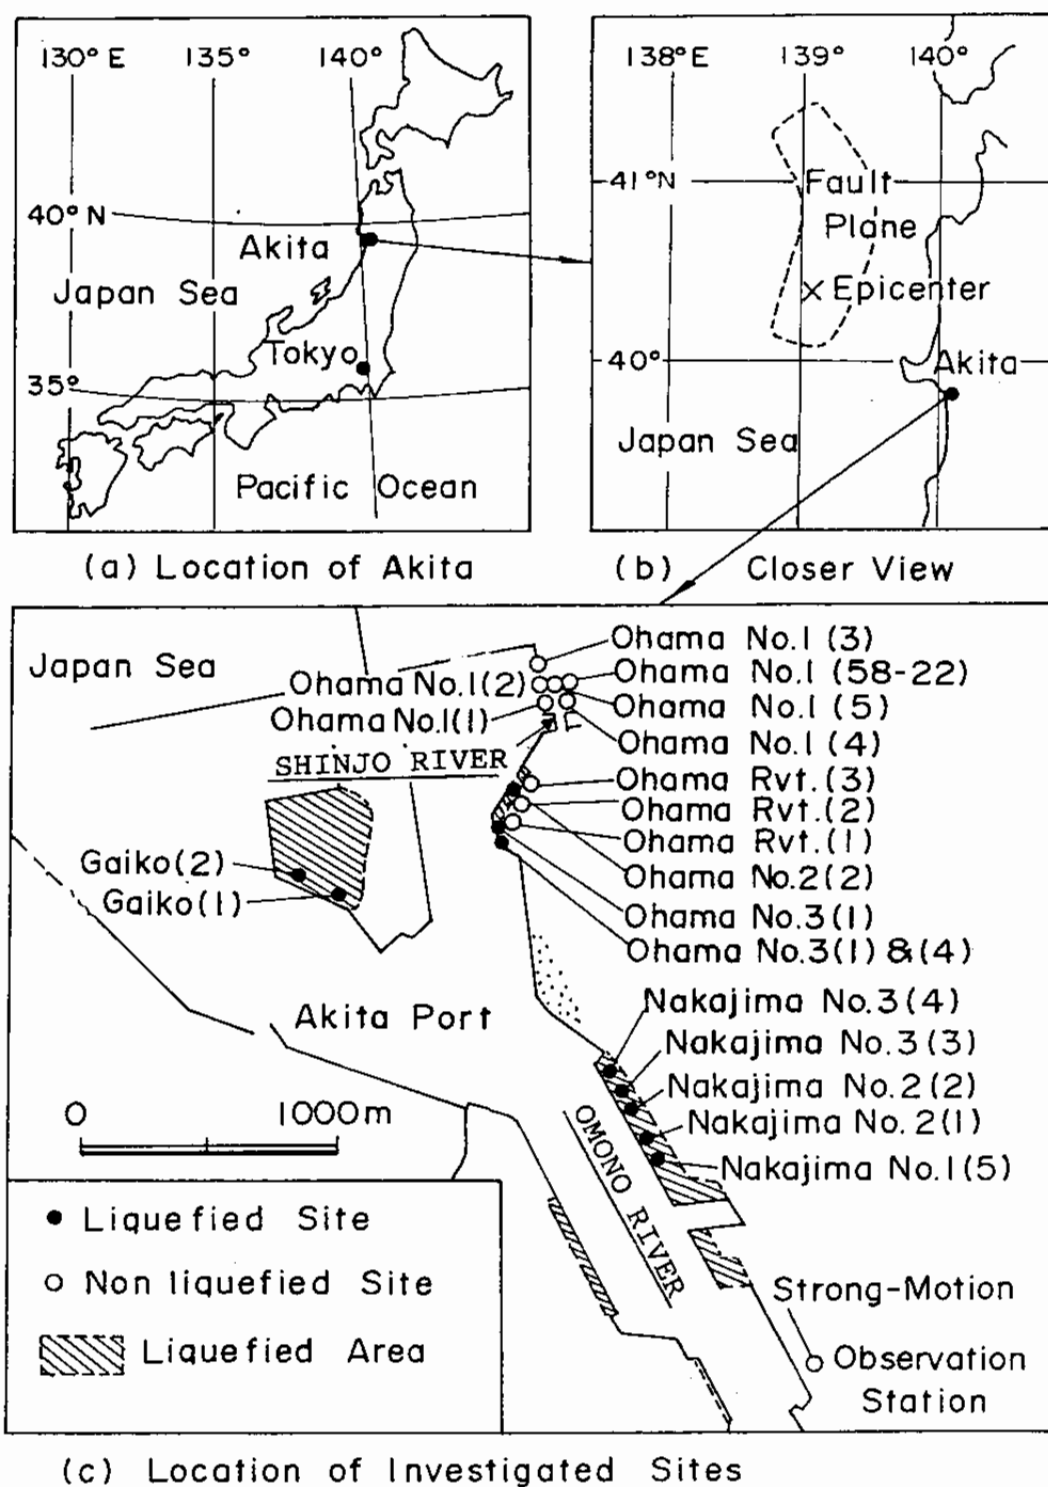 130° E 135° 140°
40° N
Akita
Japan Sea
Tokyo
35°
Pacific Ocean
(a) Location of Akita
138°E 139° 140°
41°N
Fault
Plane
Epicenter
40°
Akita
Japan Sea
(b) Closer View
Japan Sea
Ohama No.1 (3)
Ohama No.1(2)
Ohama No.1 (58-22)
Ohama No.1 (5)
Ohama No.1(1)
Ohama No.1 (4)
SHINJO RIVER
Ohama Rvt. (3)
Ohama Rvt.(2)
Ohama Rvt.(1)
Gaiko(2)
Ohama No.2(2)
Gaiko(1)
Ohama No.3(1)
Ohama No.3(1) & (4)
Nakajima No.3(4)
Akita Port
Nakajima No.3(3)
Nakajima No.2(2)
0 1000m
Nakajima No.2(1)
OMONO RIVER
Nakajima No.1(5)
Liquefied Site
Non liquefied Site
Liquefied Area
Strong-Motion
Observation
Station
(c) Location of Investigated Sites